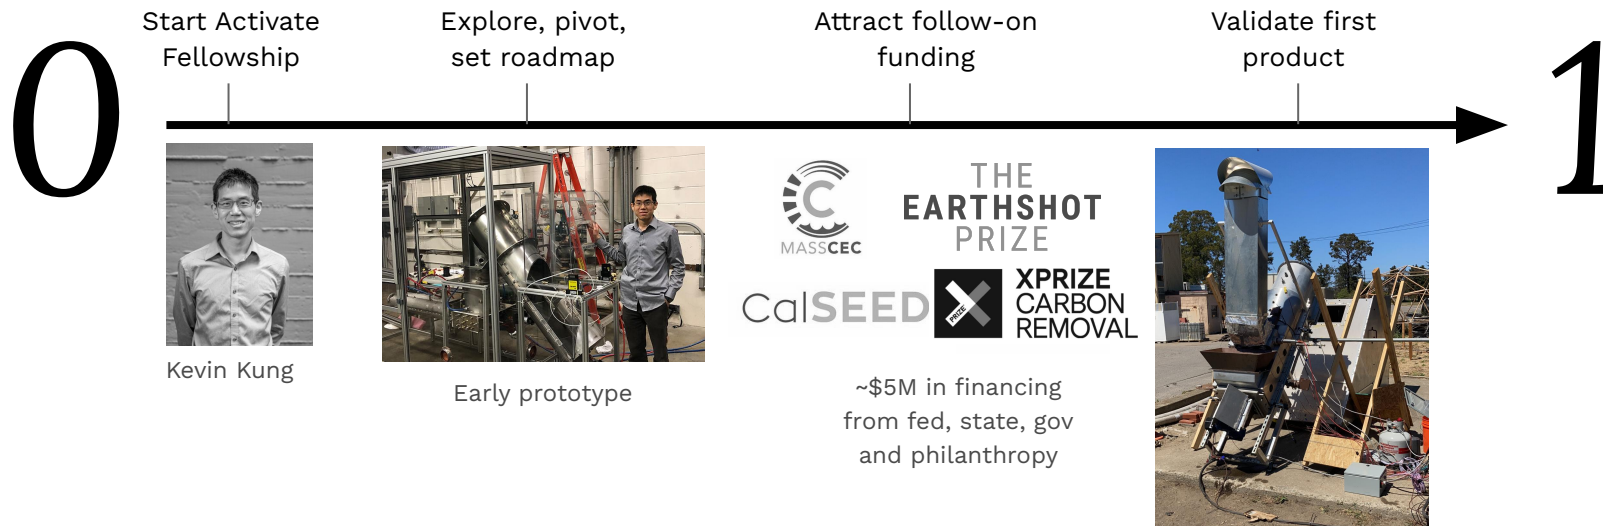 0
Start Activate
Fellowship
Explore, pivot,
set roadmap
Attract follow-on
funding
Validate first
product
1
Kevin Kung
Early prototype
MASSCEC
THE
EARTHSHOT
PRIZE
CalSEED
PRIZE
XPRIZE
CARBON
REMOVAL
~$5M in financing
from fed, state, gov
and philanthropy